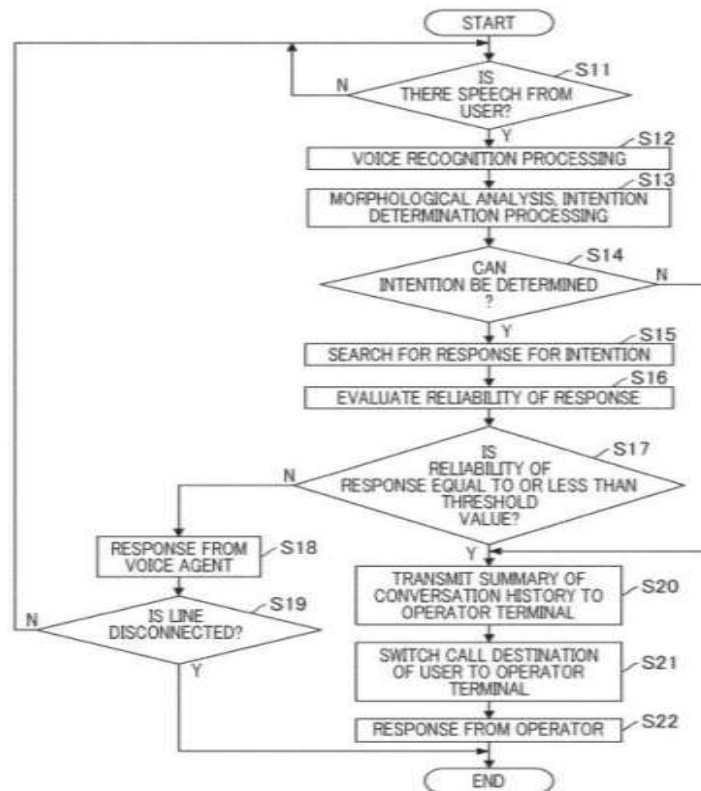 START
S11
IS
THERE SPEECH FROM
USER?
N
Y
S12
VOICE RECOGNITION PROCESSING
S13
MORPHOLOGICAL ANALYSIS, INTENTION
DETERMINATION PROCESSING
S14
CAN
INTENTION BE DETERMINED
?
N
Y
S15
SEARCH FOR RESPONSE FOR INTENTION
S16
EVALUATE RELIABILITY OF RESPONSE
S17
IS
RELIABILITY OF
RESPONSE EQUAL TO OR LESS THAN
THRESHOLD
VALUE?
N
Y
RESPONSE FROM
VOICE AGENT
S18
S19
IS LINE
DISCONNECTED?
N
Y
TRANSMIT SUMMARY OF
CONVERSATION HISTORY TO
OPERATOR TERMINAL
S20
SWITCH CALL DESTINATION
OF USER TO OPERATOR
TERMINAL
S21
RESPONSE FROM OPERATOR
S22
END